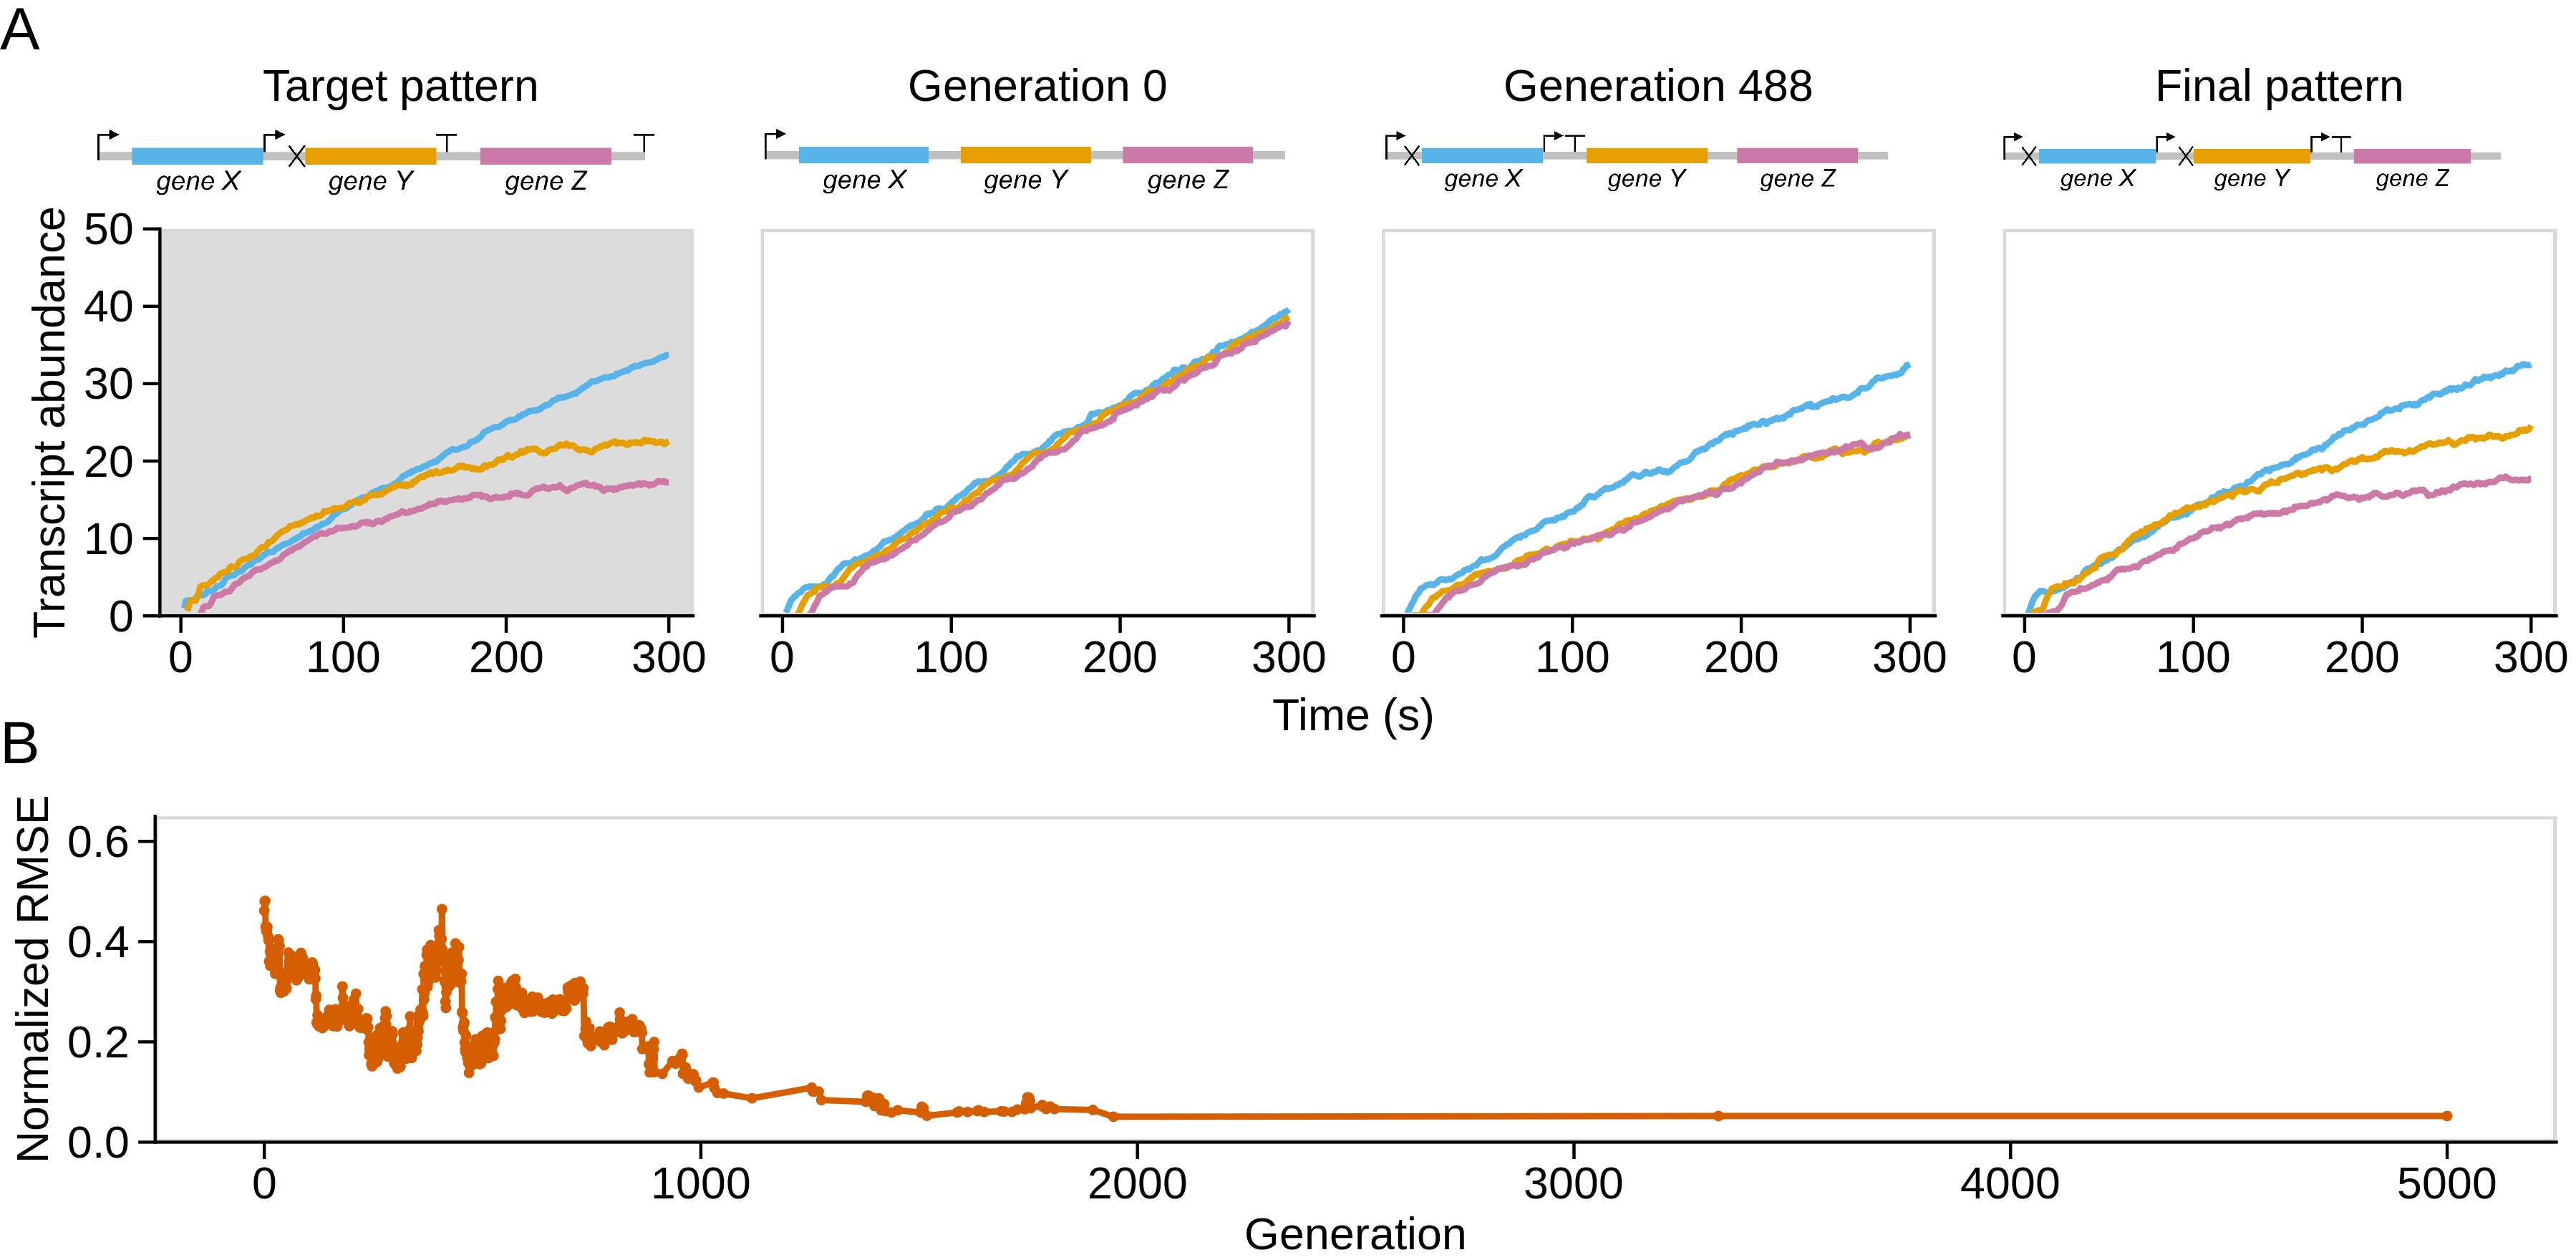 A
Target pattern
Generation 0
Generation 488
Final pattern
gene X gene Y gene Z
gene X gene Y gene Z
gene X gene Y gene Z
gene X gene Y gene Z
Transcript abundance
50
40
30
20
10
0
0 100 200 300
0 100 200 300
0 100 200 300
0 100 200 300
Time (s)
B
Normalized RMSE
0.6
0.4
0.2
0.0
0 1000 2000 3000 4000 5000
Generation